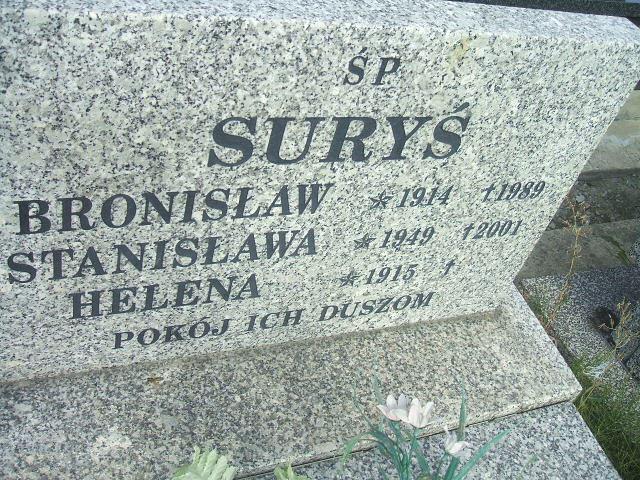 ŚP
SURYŚ
BRONISŁAW * 1914 †1989
STANISŁAWA * 1949 †2001
HELENA * 1915 †
POKÓJ ICH DUSZOM